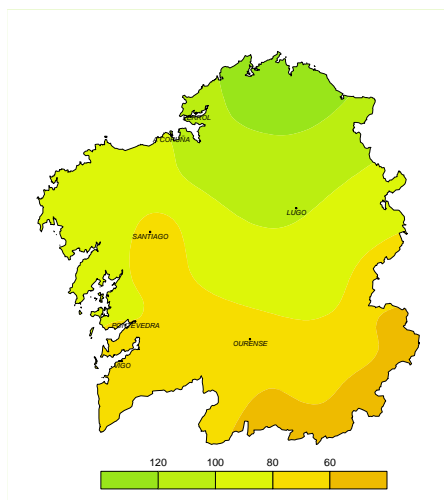 FERROL
CORUÑA
LUGO
SANTIAGO
PONTEVEDRA
OURENSE
VIGO
120 100 80 60